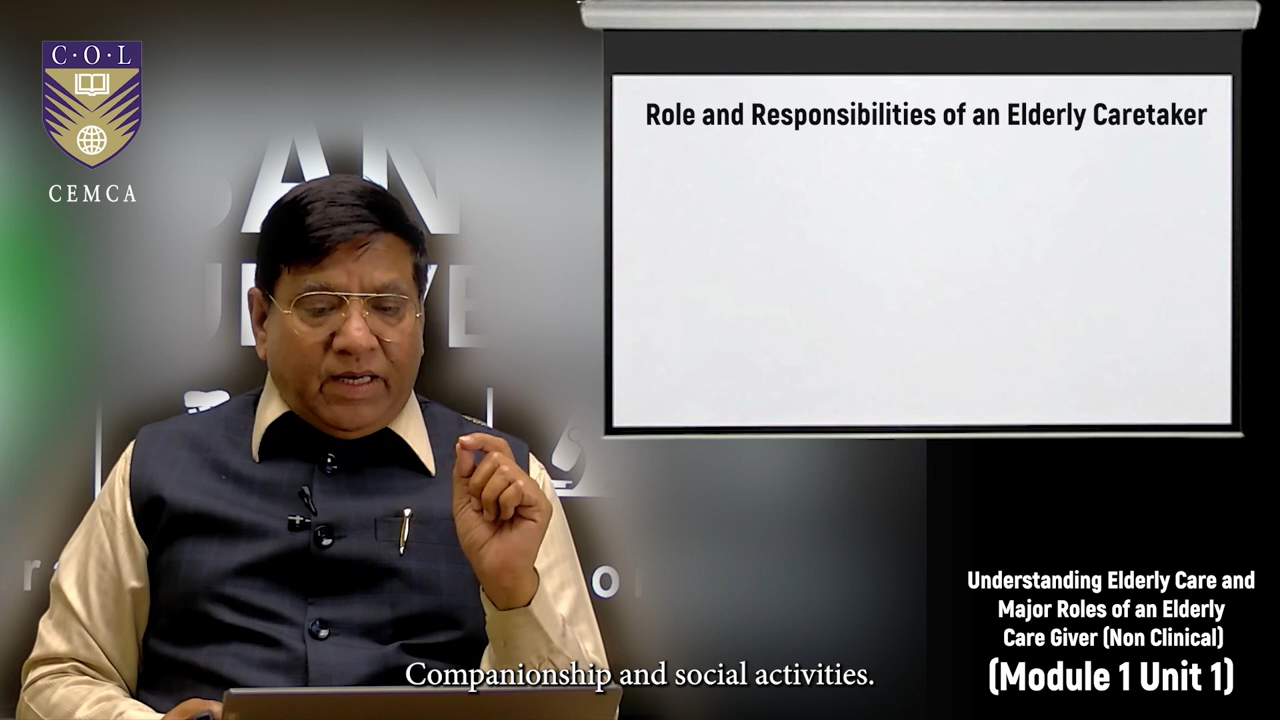 C·O·L
CEMCA
Role and Responsibilities of an Elderly Caretaker
Understanding Elderly Care and
Major Roles of an Elderly
Care Giver (Non Clinical)
(Module 1 Unit 1)
Companionship and social activities.